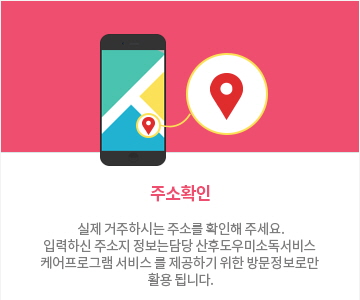 주소확인
실제 거주하시는 주소를 확인해 주세요.
입력하신 주소지 정보는담당 산후도우미소독서비스
케어프로그램 서비스 를 제공하기 위한 방문정보로만
활용 됩니다.